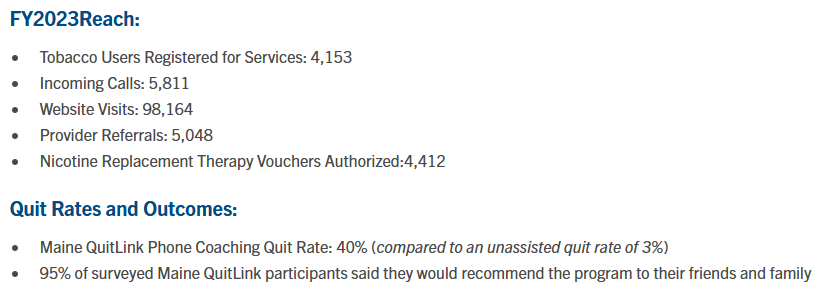 FY2023Reach:
• Tobacco Users Registered for Services: 4,153
• Incoming Calls: 5,811
• Website Visits: 98,164
• Provider Referrals: 5,048
• Nicotine Replacement Therapy Vouchers Authorized:4,412
Quit Rates and Outcomes:
• Maine QuitLink Phone Coaching Quit Rate: 40% (compared to an unassisted quit rate of 3%)
• 95% of surveyed Maine QuitLink participants said they would recommend the program to their friends and family